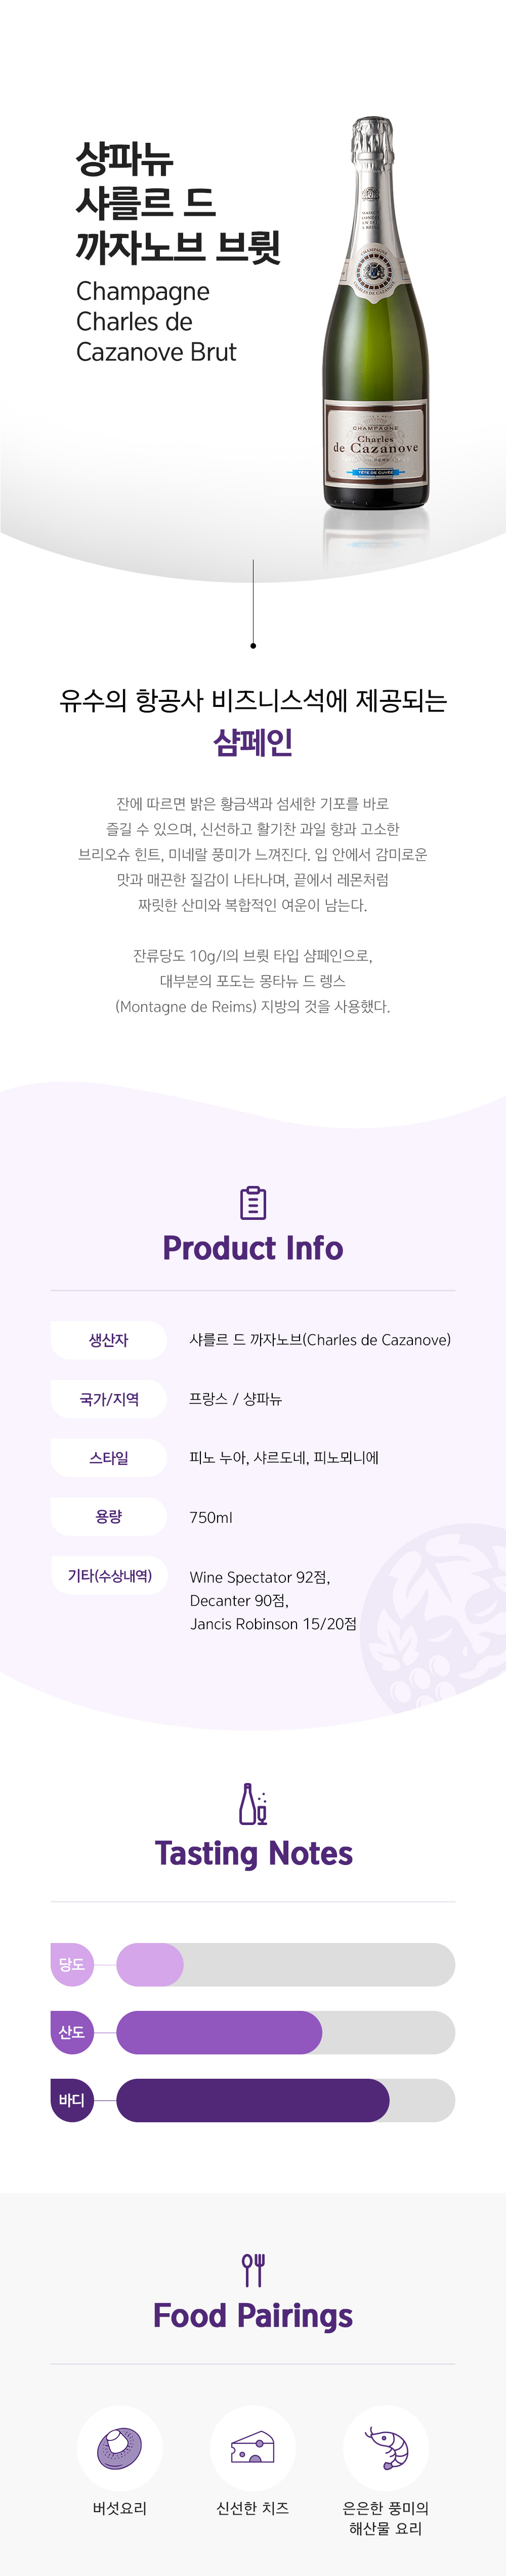 샹파뉴
샤를르 드
까자노브 브륏
Champagne
Charles de
Cazanove Brut
CHAMPAGNE
CHARLES DE CAZANOVE
CHAMPAGNE
Charles
de Cazanove
TÊTE DE CUVÉE
유수의 항공사 비즈니스석에 제공되는
샴페인
잔에 따르면 밝은 황금색과 섬세한 기포를 바로
즐길 수 있으며, 신선하고 활기찬 과일 향과 고소한
브리오슈 힌트, 미네랄 풍미가 느껴진다. 입 안에서 감미로운
맛과 매끈한 질감이 나타나며, 끝에서 레몬처럼
짜릿한 산미와 복합적인 여운이 남는다.
잔류당도 10g/l의 브륏 타입 샴페인으로,
대부분의 포도는 몽타뉴 드 렝스
(Montagne de Reims) 지방의 것을 사용했다.
Product Info
생산자
샤를르 드 까자노브(Charles de Cazanove)
국가/지역
프랑스 / 샹파뉴
스타일
피노 누아, 샤르도네, 피노뫼니에
용량
750ml
기타(수상내역)
Wine Spectator 92점,
Decanter 90점,
Jancis Robinson 15/20점
Tasting Notes
당도
산도
바디
Food Pairings
버섯요리
신선한 치즈
은은한 풍미의
해산물 요리